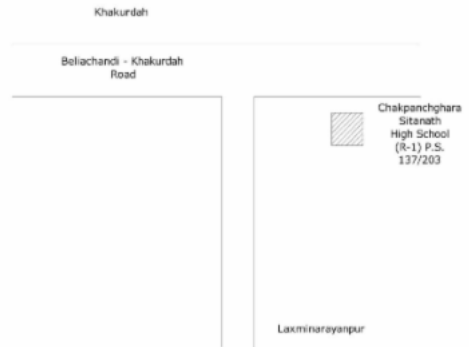 Khakurdah
Beliachandi - Khakurdah
Road
Chakpanchghara
Sitanath
High School
(R-1) P.S.
137/203
Laxminarayanpur